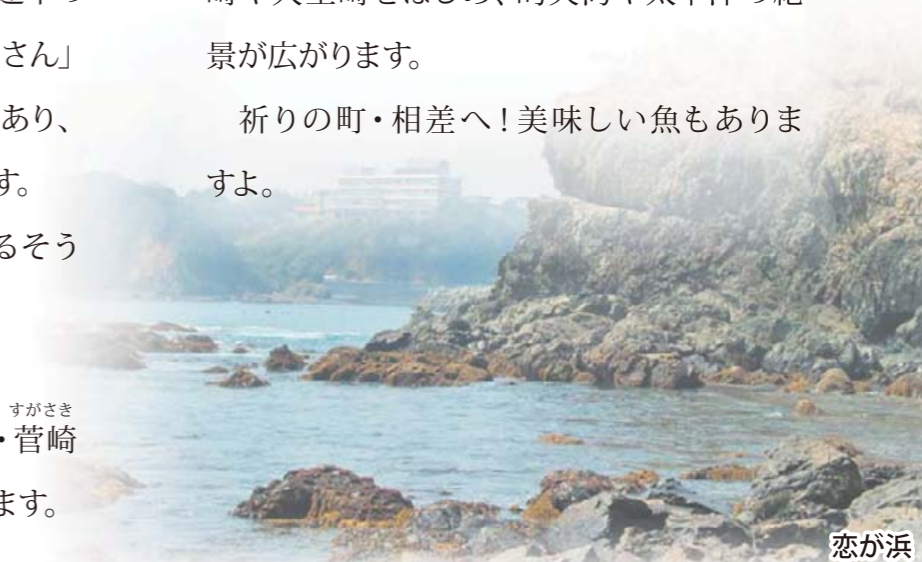 さん」
あり、
す。
るそう
すがさき
・菅崎
ます。
景が広がります。
祈りの町・相差へ！美味しい魚もありま
すよ。
恋が浜